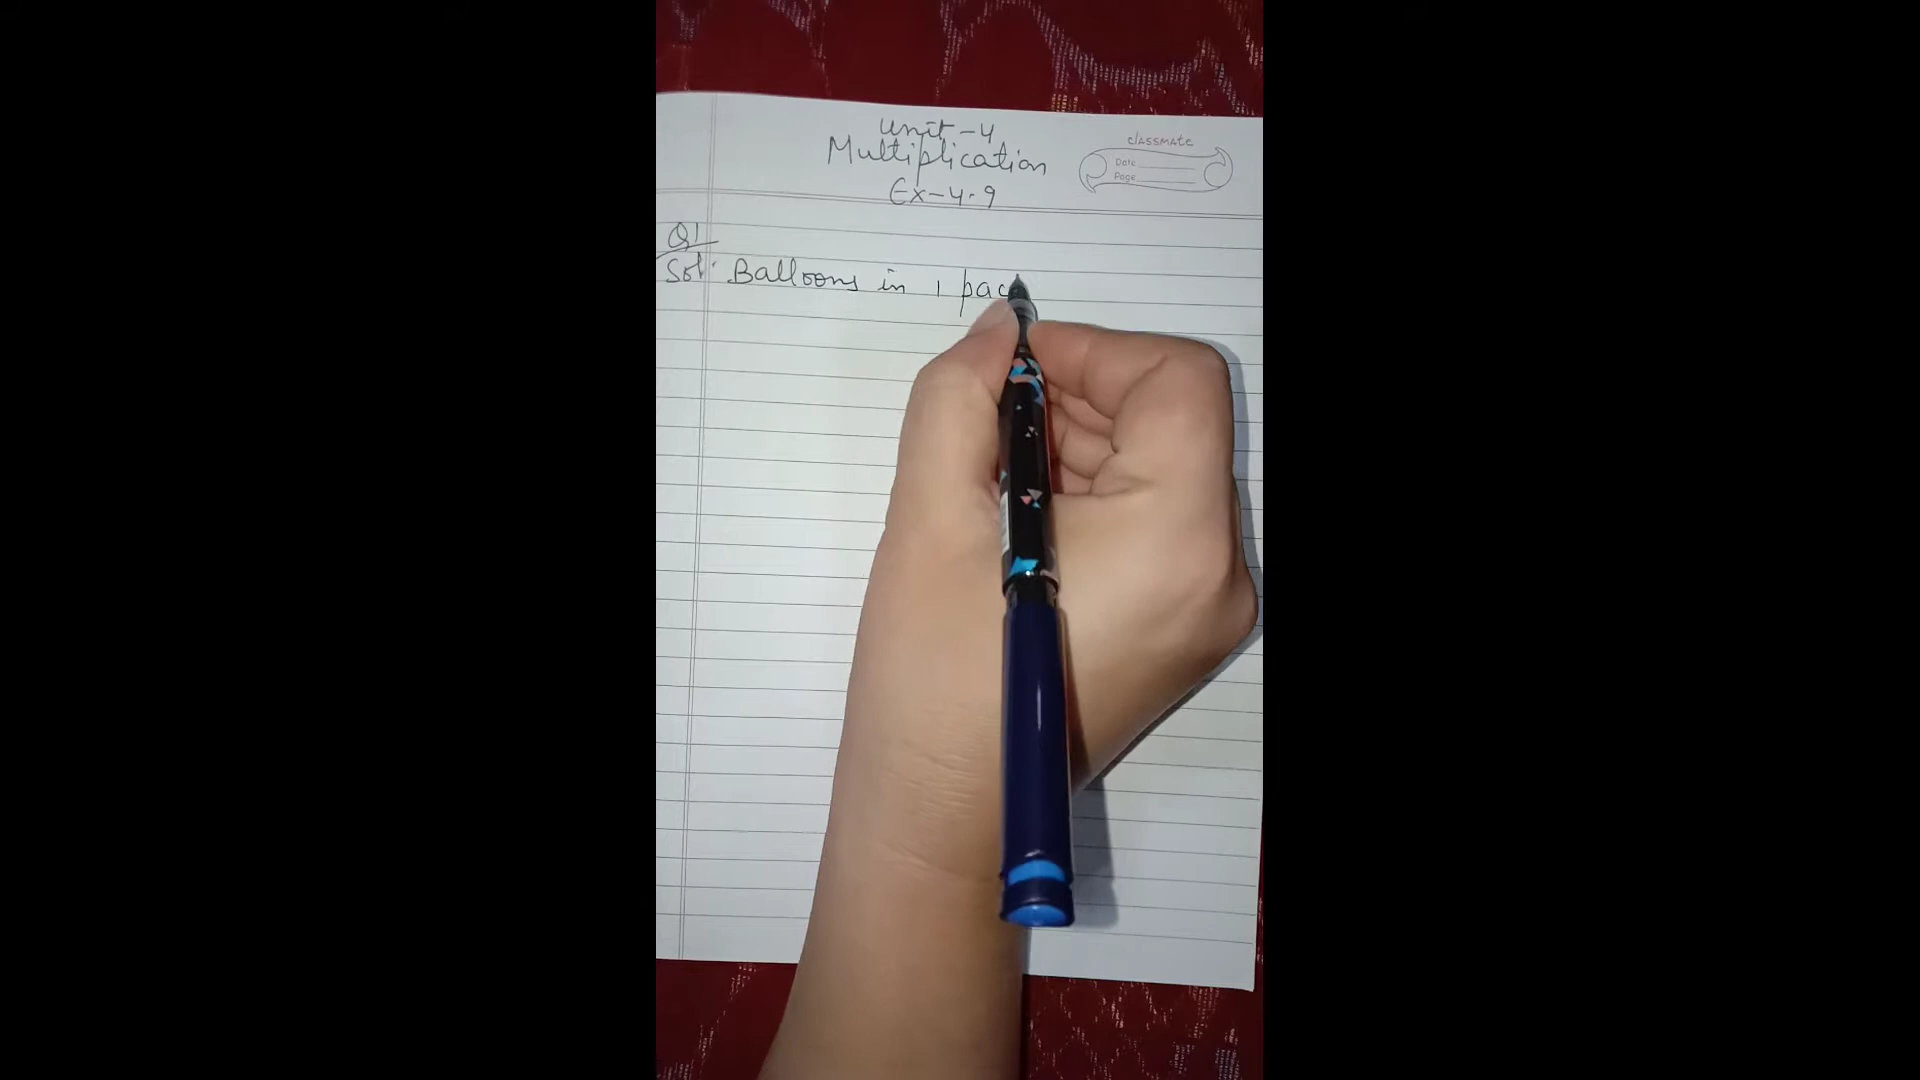 Unit-4
Multiplication
Ex-4.9
classmate
Date
Page
Q1
Sol: Balloons in 1 pac